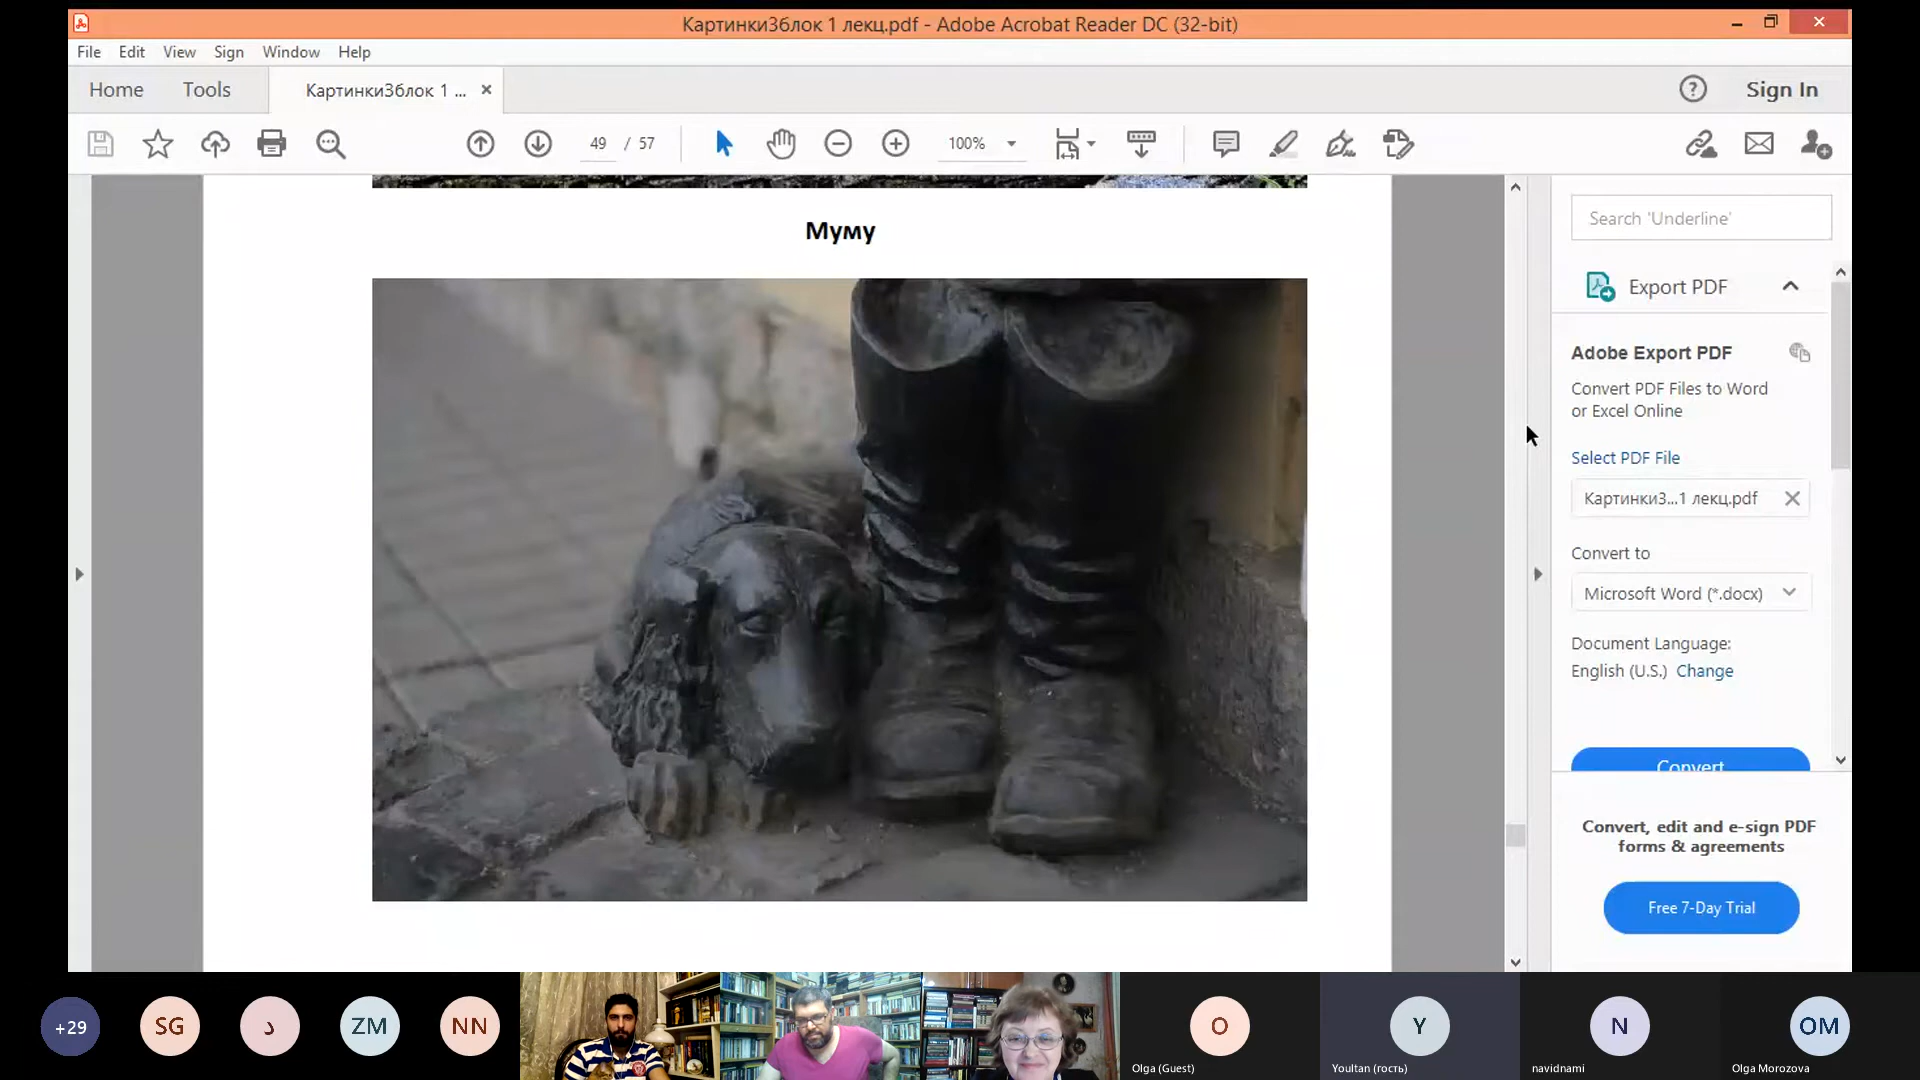 Картинки3блок 1 лекц.pdf - Adobe Acrobat Reader DC (32-bit)
File Edit View Sign Window Help
Home Tools Картинки3блок 1 ... Sign In
49 / 57 100%
Муму
Search 'Underline'
Export PDF
Adobe Export PDF
Convert PDF Files to Word
or Excel Online
Select PDF File
Картинки3...1 лекц.pdf
Convert to
Microsoft Word (*.docx)
Document Language:
English (U.S.) Change
Convert
Convert, edit and e-sign PDF
forms & agreements
Free 7-Day Trial
+29 SG د ZM NN O Y N OM
Olga (Guest) Youltan (гость) navidnami Olga Morozova